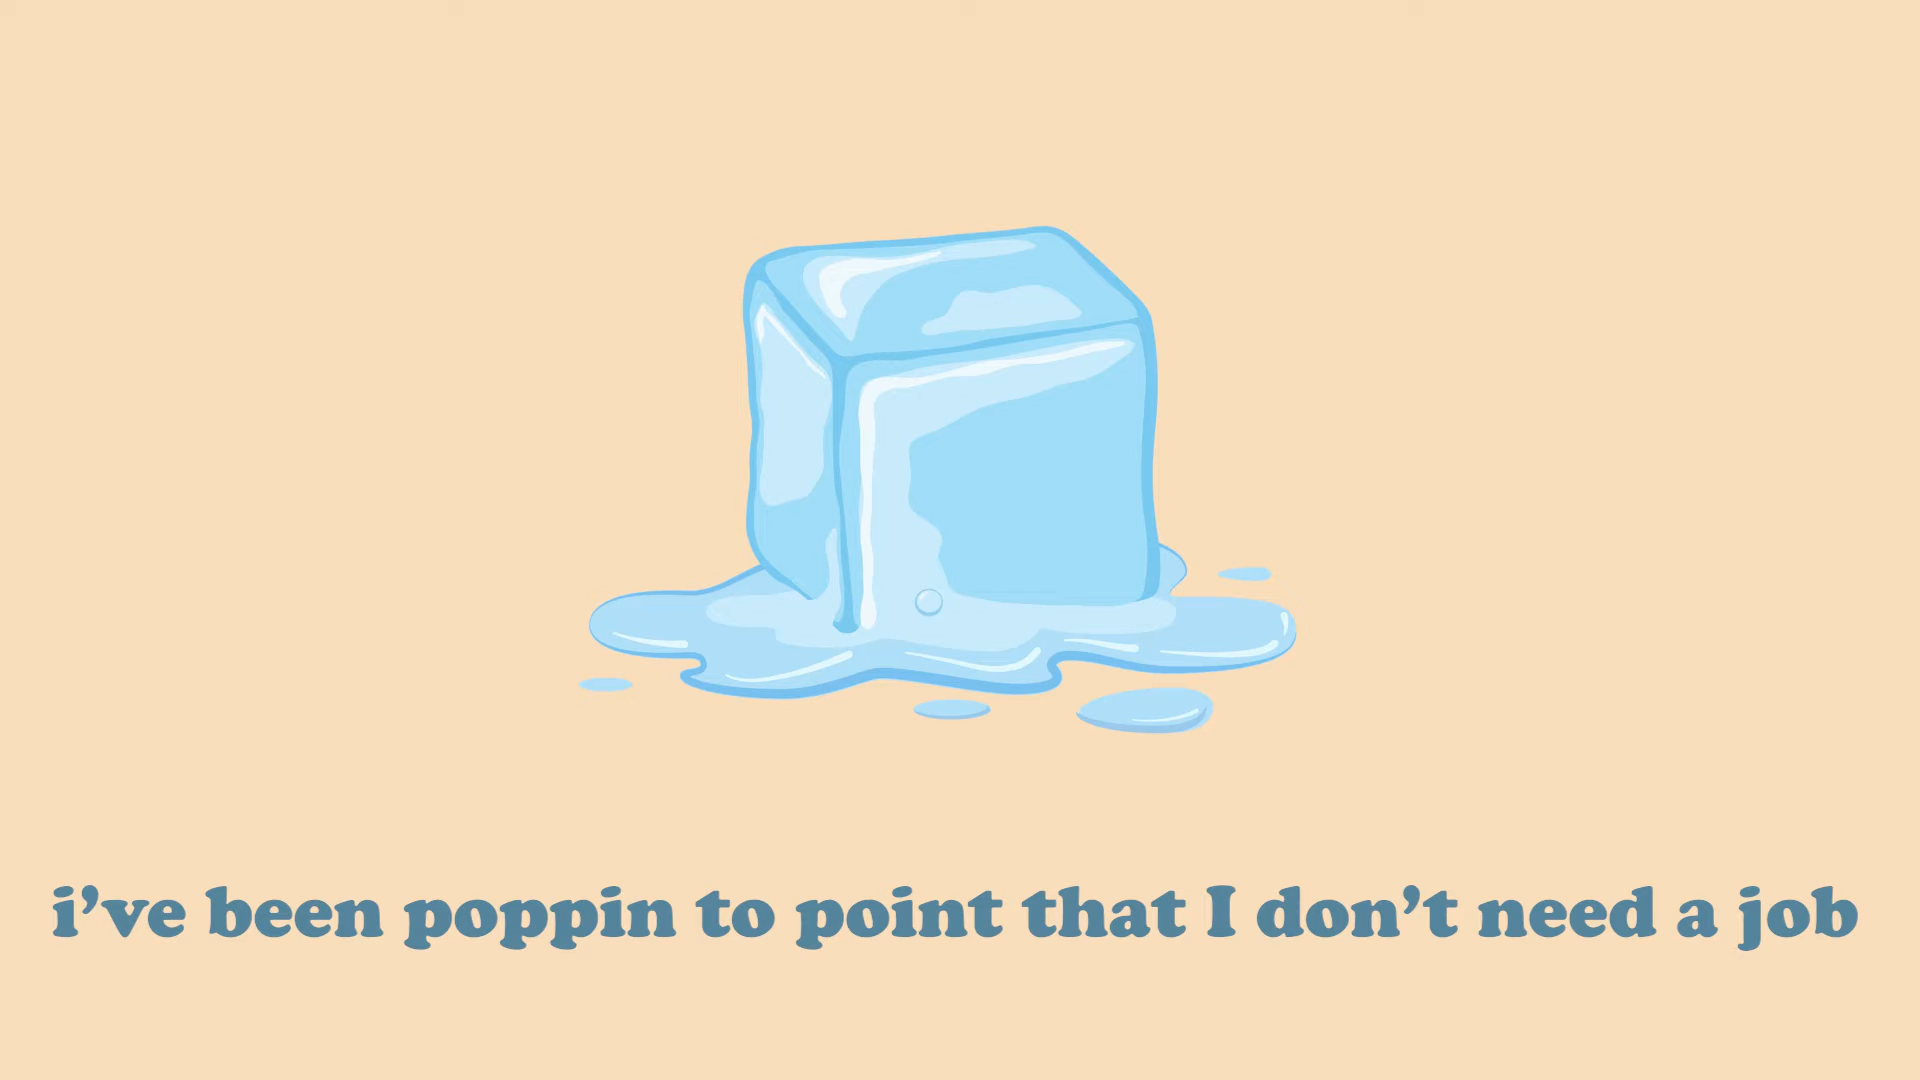 i’ve been poppin to point that I don’t need a job